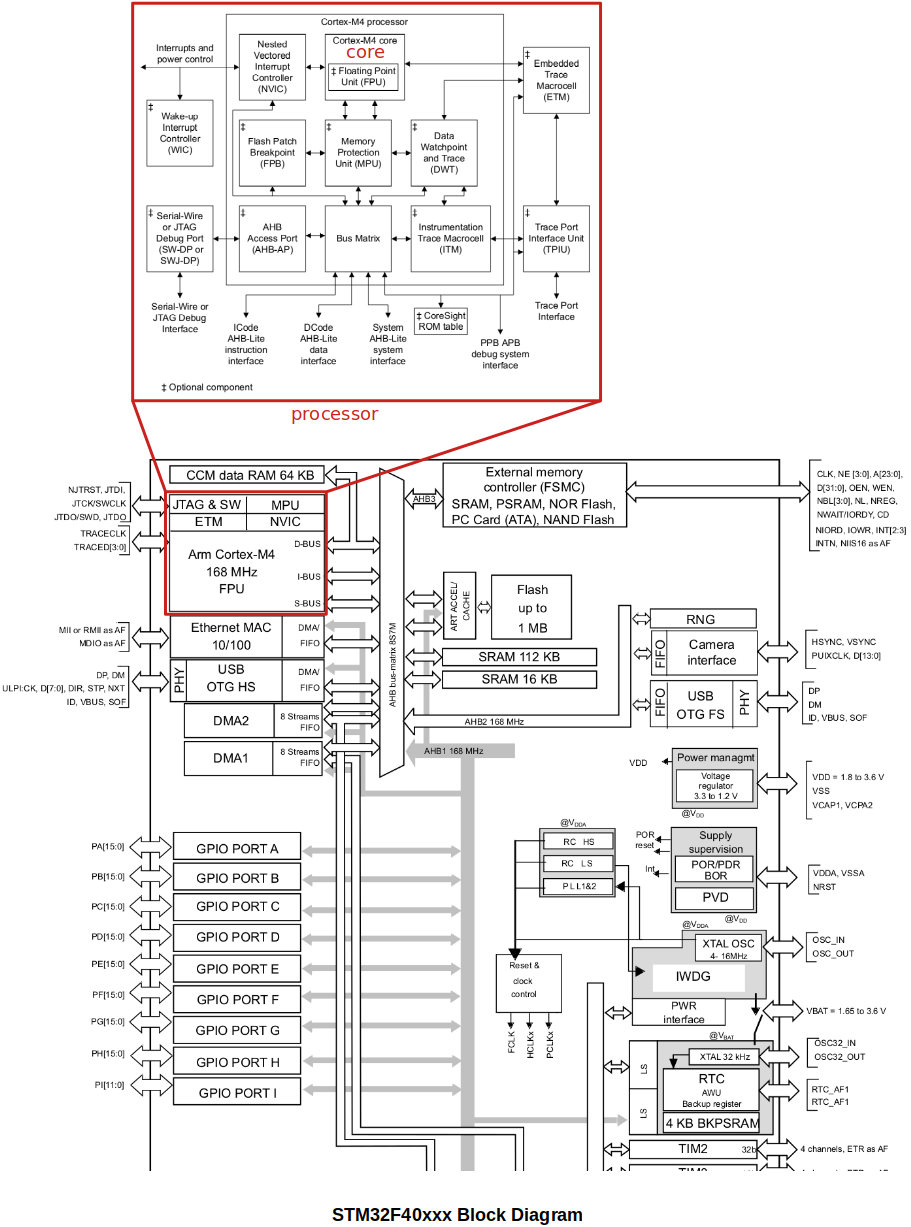 Cortex-M4 processor
Interrupts and
power control
Nested
Vectored
Interrupt
Controller
(NVIC)
Cortex-M4 core
core
‡ Floating Point
Unit (FPU)
‡
Embedded
Trace
Macrocell
(ETM)
‡
Wake-up
Interrupt
Controller
(WIC)
‡
Flash Patch
Breakpoint
(FPB)
‡
Memory
Protection
Unit (MPU)
‡
Data
Watchpoint
and Trace
(DWT)
‡
Serial-Wire
or JTAG
Debug Port
(SW-DP or
SWJ-DP)
‡
AHB
Access Port
(AHB-AP)
Bus Matrix
‡
Instrumentation
Trace Macrocell
(ITM)
‡
Trace Port
Interface Unit
(TPIU)
Serial-Wire or
JTAG Debug
Interface
ICode
AHB-Lite
instruction
interface
DCode
AHB-Lite
data
interface
System
AHB-Lite
system
interface
‡ CoreSight
ROM table
PPB APB
debug system
interface
Trace Port
Interface
‡ Optional component
processor
CCM data RAM 64 KB
NJTRST, JTDI,
JTCK/SWCLK
JTDO/SWD, JTDO
TRACECLK
TRACED[3:0]
JTAG & SW
MPU
ETM
NVIC
Arm Cortex-M4
168 MHz
FPU
D-BUS
I-BUS
S-BUS
AHB bus-matrix 8S7M
AHB3
External memory
controller (FSMC)
SRAM, PSRAM, NOR Flash,
PC Card (ATA), NAND Flash
CLK, NE [3:0], A[23:0],
D[31:0], OEN, WEN,
NBL[3:0], NL, NREG,
NWAIT/IORDY, CD
NIORD, IOWR, INT[2:3]
INTN, NIIS16 as AF
ART ACCEL/
CACHE
Flash
up to
1 MB
SRAM 112 KB
SRAM 16 KB
AHB2 168 MHz
AHB1 168 MHz
MII or RMII as AF
MDIO as AF
Ethernet MAC
10/100
DMA/
FIFO
DP, DM
ULPI:CK, D[7:0], DIR, STP, NXT
ID, VBUS, SOF
PHY
USB
OTG HS
DMA/
FIFO
DMA2
8 Streams
FIFO
DMA1
8 Streams
FIFO
RNG
FIFO
Camera
interface
HSYNC, VSYNC
PUIXCLK, D[13:0]
FIFO
USB
OTG FS
PHY
DP
DM
ID, VBUS, SOF
VDD
Power managmt
Voltage
regulator
3.3 to 1.2 V
@VDD
VDD = 1.8 to 3.6 V
VSS
VCAP1, VCPA2
@VDDA
RC HS
RC LS
PLL1&2
POR
reset
Int
Supply
supervision
POR/PDR
BOR
PVD
@VDD
VDDA, VSSA
NRST
@VDDA
XTAL OSC
4- 16MHz
IWDG
OSC_IN
OSC_OUT
Reset &
clock
control
FCLK
HCLKx
PCLKx
PWR
interface
VBAT = 1.65 to 3.6 V
@VBAT
LS
LS
XTAL 32 kHz
RTC
AWU
Backup register
4 KB BKPSRAM
OSC32_IN
OSC32_OUT
RTC_AF1
RTC_AF1
TIM2
32b
4 channels, ETR as AF
PA[15:0]
GPIO PORT A
PB[15:0]
GPIO PORT B
PC[15:0]
GPIO PORT C
PD[15:0]
GPIO PORT D
PE[15:0]
GPIO PORT E
PF[15:0]
GPIO PORT F
PG[15:0]
GPIO PORT G
PH[15:0]
GPIO PORT H
PI[11:0]
GPIO PORT I
STM32F40xxx Block Diagram